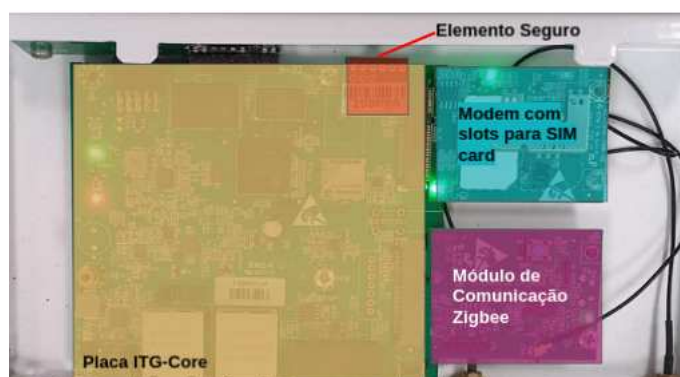 Elemento Seguro
Modem com
slots para SIM
card
Módulo de
Comunicação
Zigbee
Placa ITG-Core